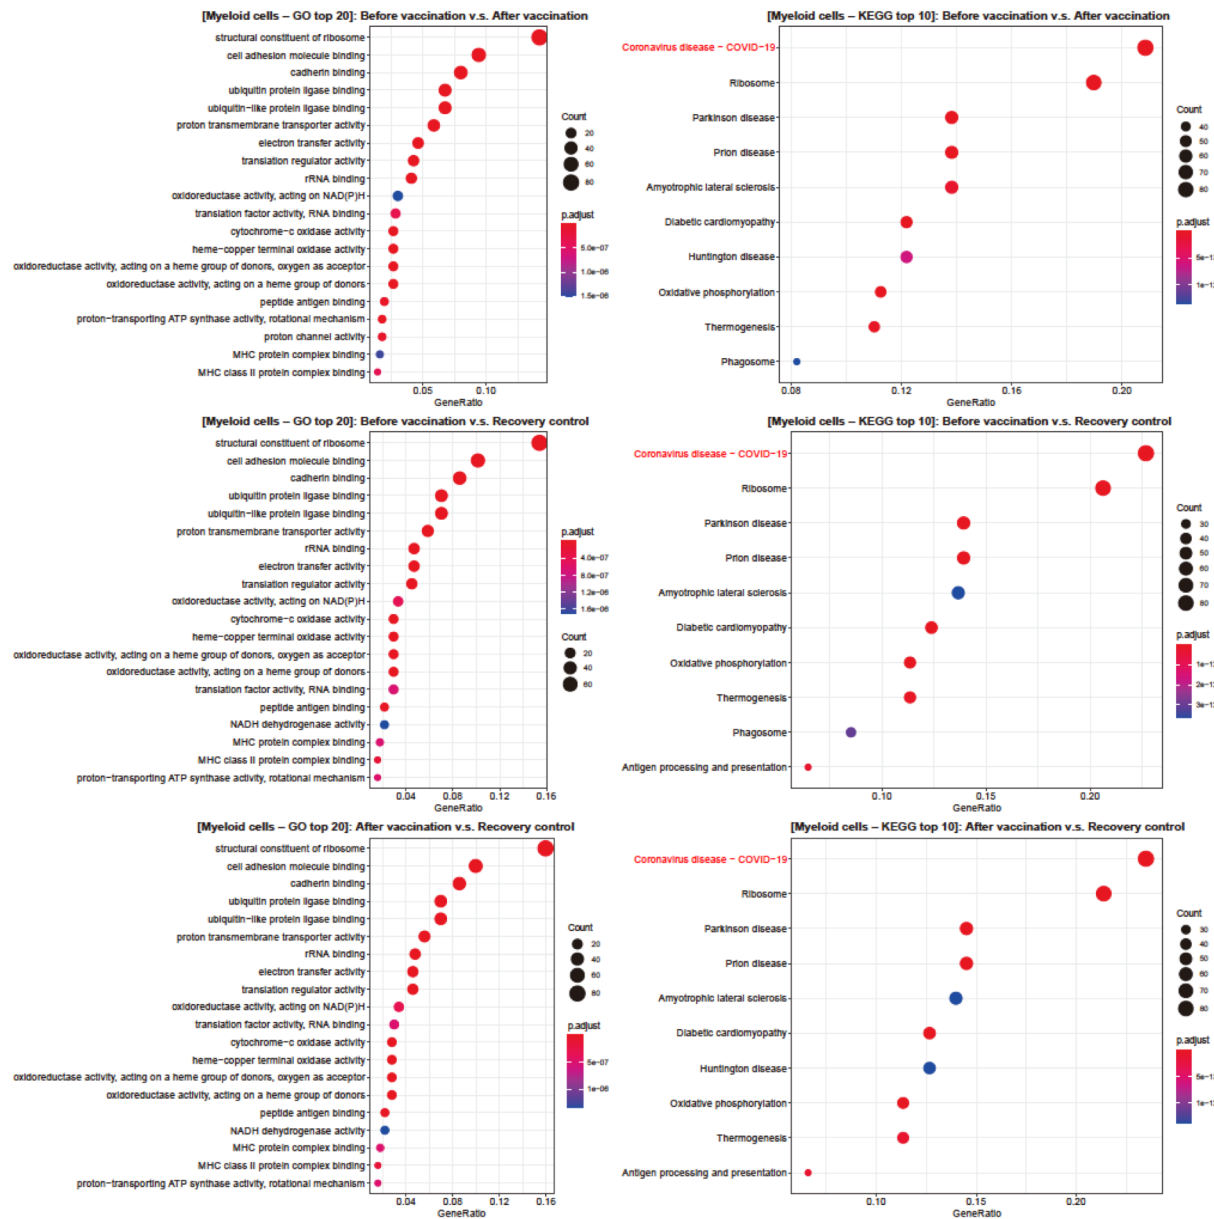 [Myeloid cells – GO top 20]: Before vaccination v.s. After vaccination
structural constituent of ribosome
cell adhesion molecule binding
cadherin binding
ubiquitin protein ligase binding
ubiquitin-like protein ligase binding
proton transmembrane transporter activity
electron transfer activity
translation regulator activity
rRNA binding
oxidoreductase activity, acting on NAD(P)H
translation factor activity, RNA binding
cytochrome-c oxidase activity
heme-copper terminal oxidase activity
oxidoreductase activity, acting on a heme group of donors, oxygen as acceptor
oxidoreductase activity, acting on a heme group of donors
peptide antigen binding
proton-transporting ATP synthase activity, rotational mechanism
proton channel activity
MHC protein complex binding
MHC class II protein complex binding
0.05 0.10
GeneRatio
Count
20
40
60
80
p.adjust
5.0e-07
1.0e-06
1.5e-06
[Myeloid cells – KEGG top 10]: Before vaccination v.s. After vaccination
Coronavirus disease – COVID-19
Ribosome
Parkinson disease
Prion disease
Amyotrophic lateral sclerosis
Diabetic cardiomyopathy
Huntington disease
Oxidative phosphorylation
Thermogenesis
Phagosome
0.08 0.12 0.16 0.20
GeneRatio
Count
40
50
60
70
80
p.adjust
5e-1
1e-1
[Myeloid cells – GO top 20]: Before vaccination v.s. Recovery control
structural constituent of ribosome
cell adhesion molecule binding
cadherin binding
ubiquitin protein ligase binding
ubiquitin-like protein ligase binding
proton transmembrane transporter activity
rRNA binding
electron transfer activity
translation regulator activity
oxidoreductase activity, acting on NAD(P)H
cytochrome-c oxidase activity
heme-copper terminal oxidase activity
oxidoreductase activity, acting on a heme group of donors, oxygen as acceptor
oxidoreductase activity, acting on a heme group of donors
translation factor activity, RNA binding
peptide antigen binding
NADH dehydrogenase activity
MHC protein complex binding
MHC class II protein complex binding
proton-transporting ATP synthase activity, rotational mechanism
0.04 0.08 0.12 0.16
GeneRatio
p.adjust
4.0e-07
8.0e-07
1.2e-06
1.6e-06
Count
20
40
60
[Myeloid cells – KEGG top 10]: Before vaccination v.s. Recovery control
Coronavirus disease – COVID-19
Ribosome
Parkinson disease
Prion disease
Amyotrophic lateral sclerosis
Diabetic cardiomyopathy
Oxidative phosphorylation
Thermogenesis
Phagosome
Antigen processing and presentation
0.10 0.15 0.20
GeneRatio
Count
30
40
50
60
70
80
p.adjust
1e-1
2e-1
3e-1
[Myeloid cells – GO top 20]: After vaccination v.s. Recovery control
structural constituent of ribosome
cell adhesion molecule binding
cadherin binding
ubiquitin protein ligase binding
ubiquitin-like protein ligase binding
proton transmembrane transporter activity
rRNA binding
electron transfer activity
translation regulator activity
oxidoreductase activity, acting on NAD(P)H
translation factor activity, RNA binding
cytochrome-c oxidase activity
heme-copper terminal oxidase activity
oxidoreductase activity, acting on a heme group of donors, oxygen as acceptor
oxidoreductase activity, acting on a heme group of donors
peptide antigen binding
NADH dehydrogenase activity
MHC protein complex binding
MHC class II protein complex binding
proton-transporting ATP synthase activity, rotational mechanism
0.04 0.08 0.12 0.16
GeneRatio
Count
20
40
60
80
p.adjust
5e-07
1e-06
[Myeloid cells – KEGG top 10]: After vaccination v.s. Recovery control
Coronavirus disease – COVID-19
Ribosome
Parkinson disease
Prion disease
Amyotrophic lateral sclerosis
Diabetic cardiomyopathy
Huntington disease
Oxidative phosphorylation
Thermogenesis
Antigen processing and presentation
0.10 0.15 0.20
GeneRatio
Count
30
40
50
60
70
80
p.adjust
5e-1
1e-1